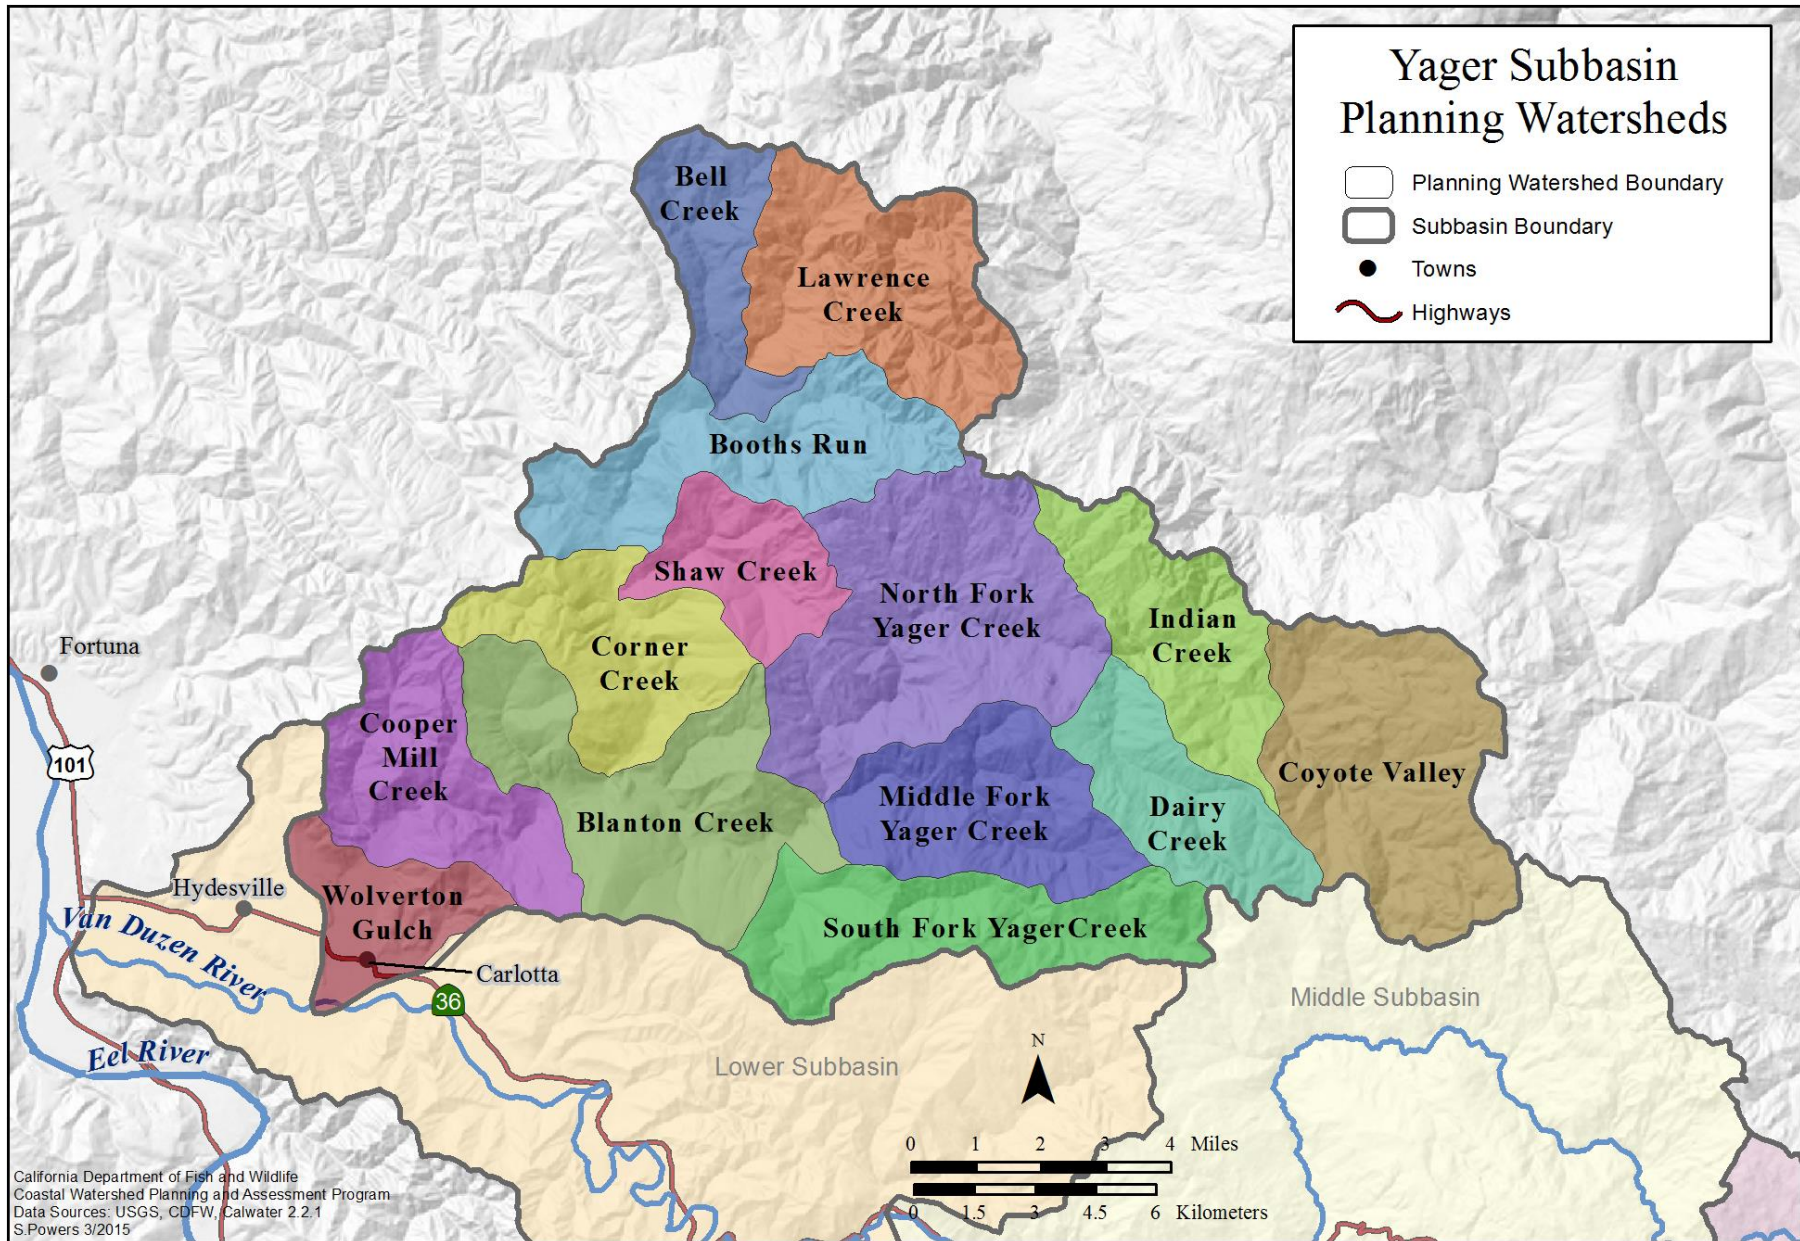 Yager Subbasin
Planning Watersheds
Planning Watershed Boundary
Subbasin Boundary
Towns
Highways
Bell
Creek
Lawrence
Creek
Booths Run
Shaw Creek
North Fork
Yager Creek
Indian
Creek
Corner
Creek
Fortuna
Cooper
Mill
Creek
101
Coyote Valley
Middle Fork
Yager Creek
Dairy
Creek
Blanton Creek
Hydesville
Wolverton
Gulch
South Fork YagerCreek
Van Duzen River
Carlotta
36
Middle Subbasin
Eel River
Lower Subbasin
N
0 1 2 3 4 Miles
0 1.5 3 4.5 6 Kilometers
California Department of Fish and Wildlife
Coastal Watershed Planning and Assessment Program
Data Sources: USGS, CDFW, Calwater 2.2.1
S.Powers 3/2015